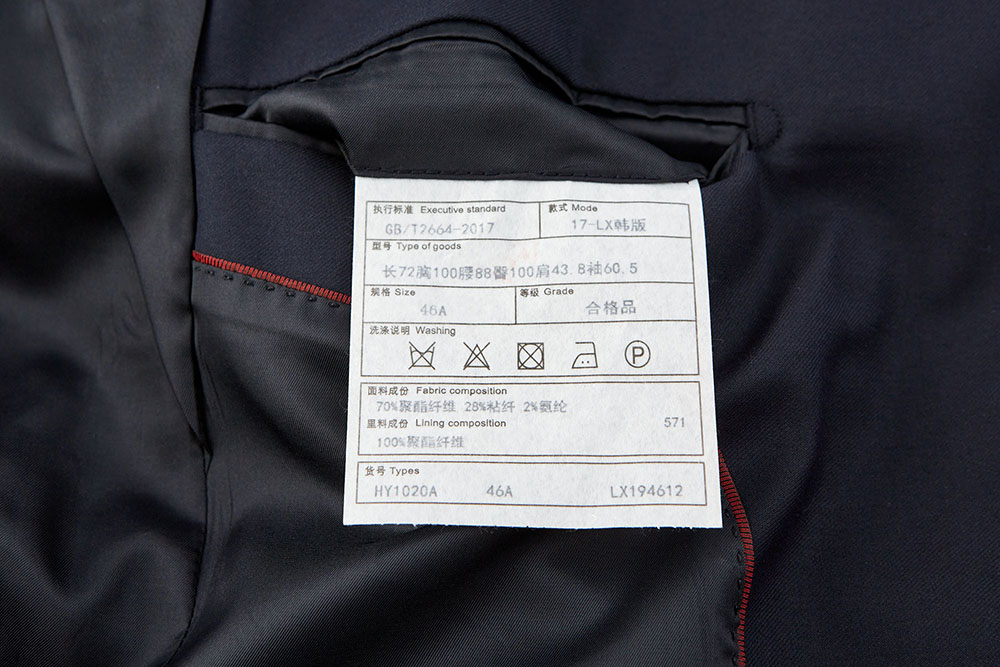 执行标准 Executive standard
GB/T2664-2017
款式 Mode
17-LX韩版
型号 Type of goods
长72胸100腰88臀100肩43.8袖60.5
规格 Size
46A
等级 Grade
合格品
洗涤说明 Washing
P
面料成份 Fabric composition
70%聚酯纤维 28%粘纤 2%氨纶
里料成份 Lining composition
571
100%聚酯纤维
货号 Types
HY1020A 46A LX194612